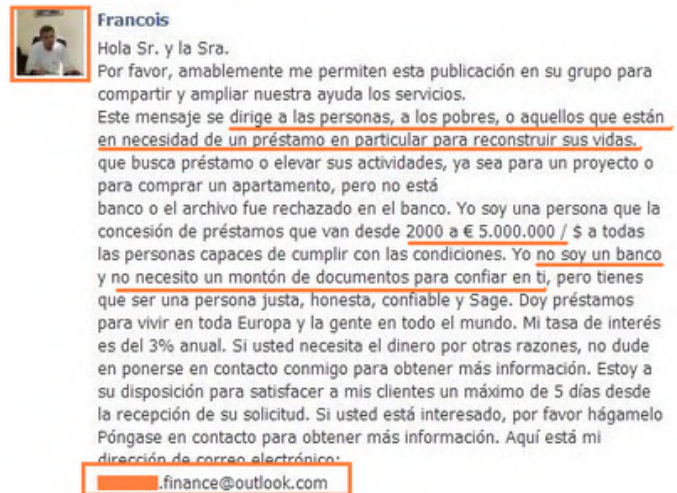 Francois
Hola Sr. y la Sra.
Por favor, amablemente me permiten esta publicación en su grupo para
compartir y ampliar nuestra ayuda los servicios.
Este mensaje se dirige a las personas, a los pobres, o aquellos que están
en necesidad de un préstamo en particular para reconstruir sus vidas.
que busca préstamo o elevar sus actividades, ya sea para un proyecto o
para comprar un apartamento, pero no está
banco o el archivo fue rechazado en el banco. Yo soy una persona que la
concesión de préstamos que van desde 2000 a € 5.000.000 / $ a todas
las personas capaces de cumplir con las condiciones. Yo no soy un banco
y no necesito un montón de documentos para confiar en ti, pero tienes
que ser una persona justa, honesta, confiable y Sage. Doy préstamos
para vivir en toda Europa y la gente en todo el mundo. Mi tasa de interés
es del 3% anual. Si usted necesita el dinero por otras razones, no dude
en ponerse en contacto conmigo para obtener más información. Estoy a
su disposición para satisfacer a mis clientes un máximo de 5 días desde
la recepción de su solicitud. Si usted está interesado, por favor hágamelo
Póngase en contacto para obtener más información. Aquí está mi
dirección de correo electrónico:
.finance@outlook.com